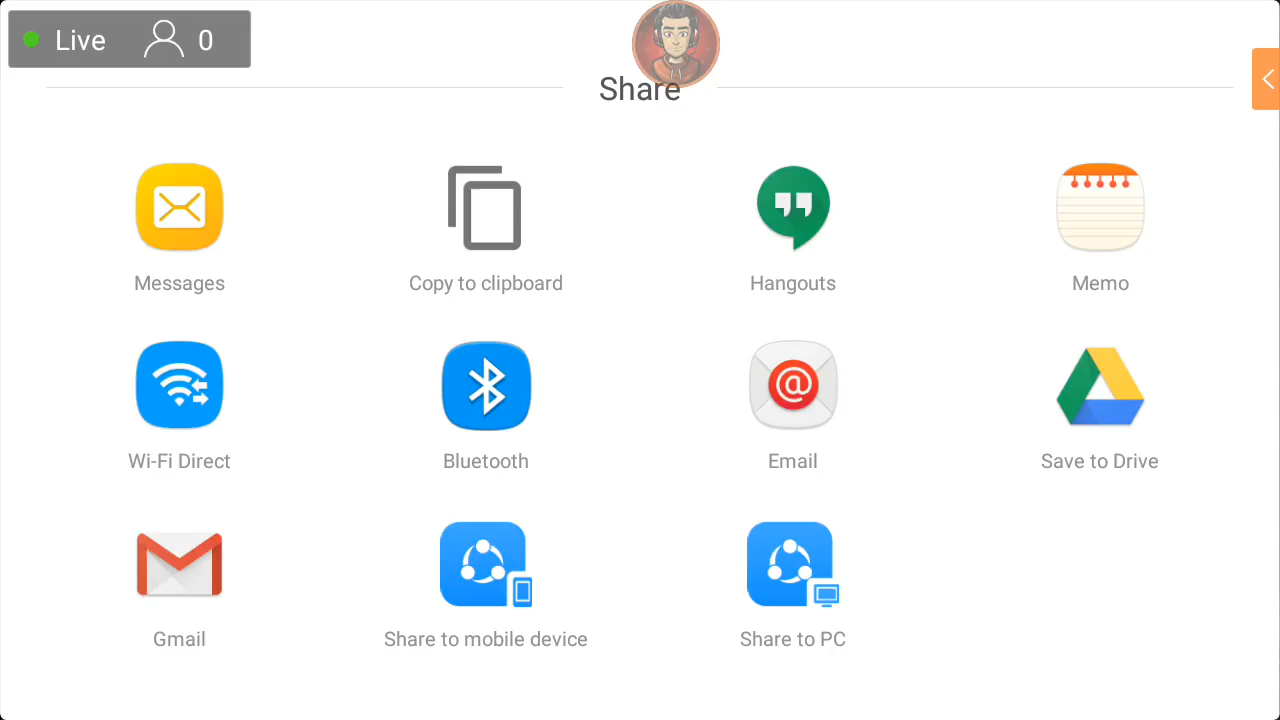 Live 0
Share
Messages
Copy to clipboard
Hangouts
Memo
Wi-Fi Direct
Bluetooth
Email
Save to Drive
Gmail
Share to mobile device
Share to PC